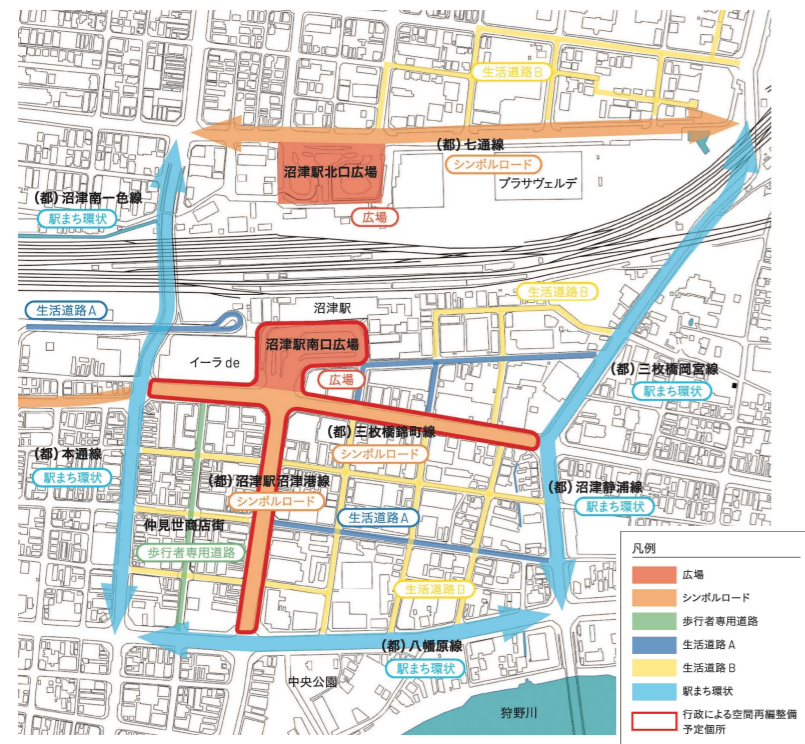 生活道路B
(都)七通線
シンボルロード
沼津駅北口広場
プラサヴェルデ
(都)沼津南一色線
駅まち環状
広場
生活道路A
沼津駅
生活道路B
沼津駅南口広場
イーラde
広場
(都)三枚橋岡宮線
駅まち環状
(都)三枚橋錦町線
シンボルロード
(都)本通線
駅まち環状
(都)沼津駅沼津港線
シンボルロード
(都)沼津静浦線
駅まち環状
仲見世商店街
歩行者専用道路
生活道路A
生活道路B
(都)八幡原線
駅まち環状
中央公園
狩野川
凡例
広場
シンボルロード
歩行者専用道路
生活道路A
生活道路B
駅まち環状
行政による空間再編整備
予定個所